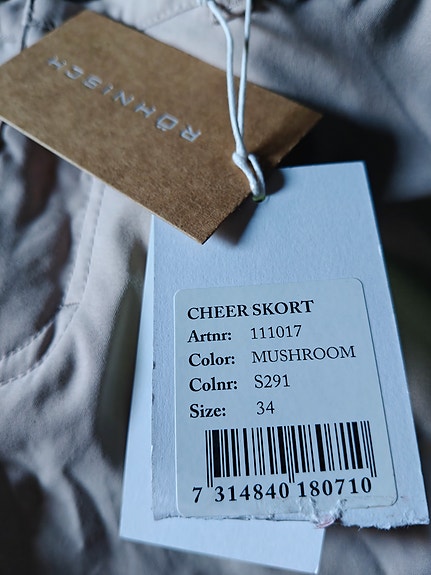 RÖHNISCH
CHEER SKORT
Artnr: 111017
Color: MUSHROOM
Colnr: S291
Size: 34
7 314840 180710